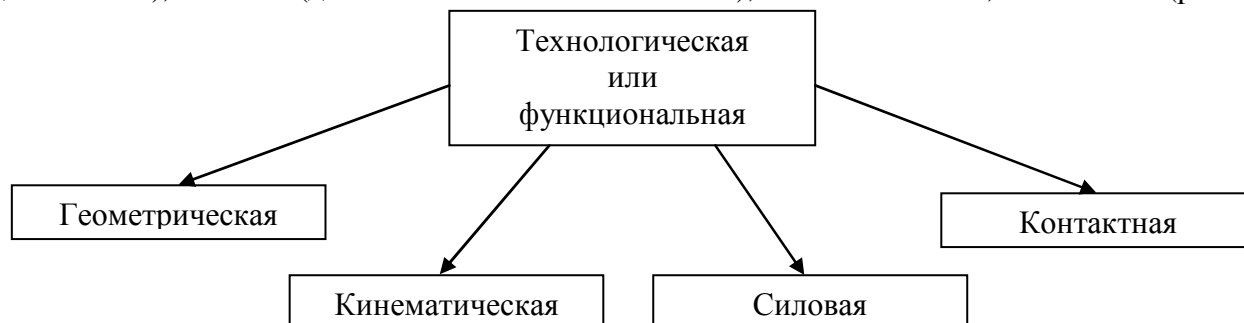 Технологическая
или
функциональная
Геометрическая
Контактная
Кинематическая
Силовая